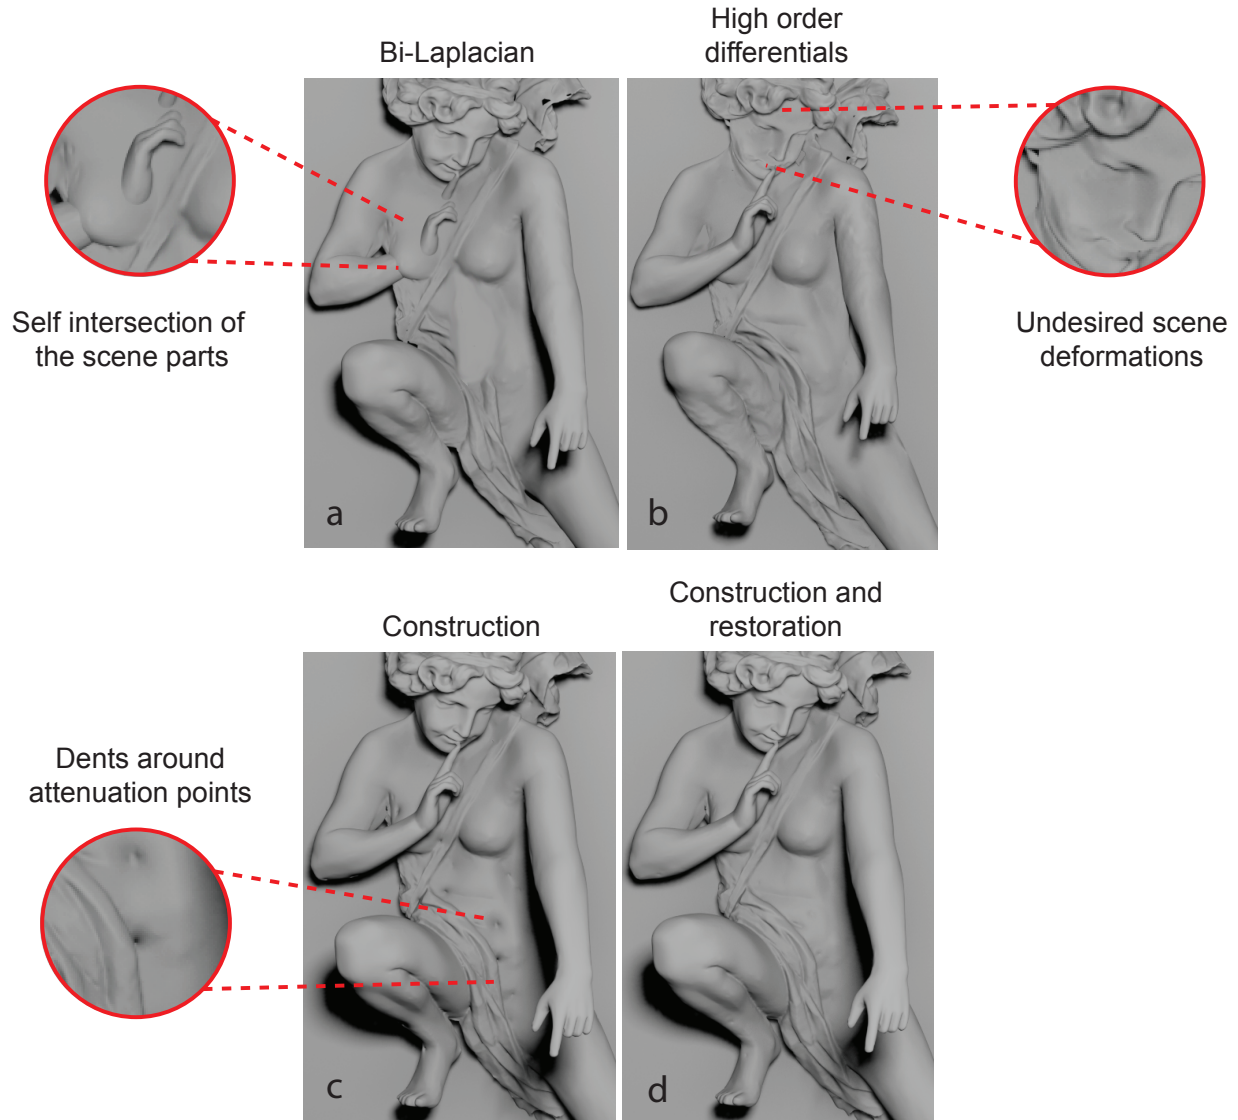 Bi-Laplacian
High order
differentials
Self intersection of
the scene parts
Undesired scene
deformations
a
b
Construction
Construction and
restoration
Dents around
attenuation points
c
d